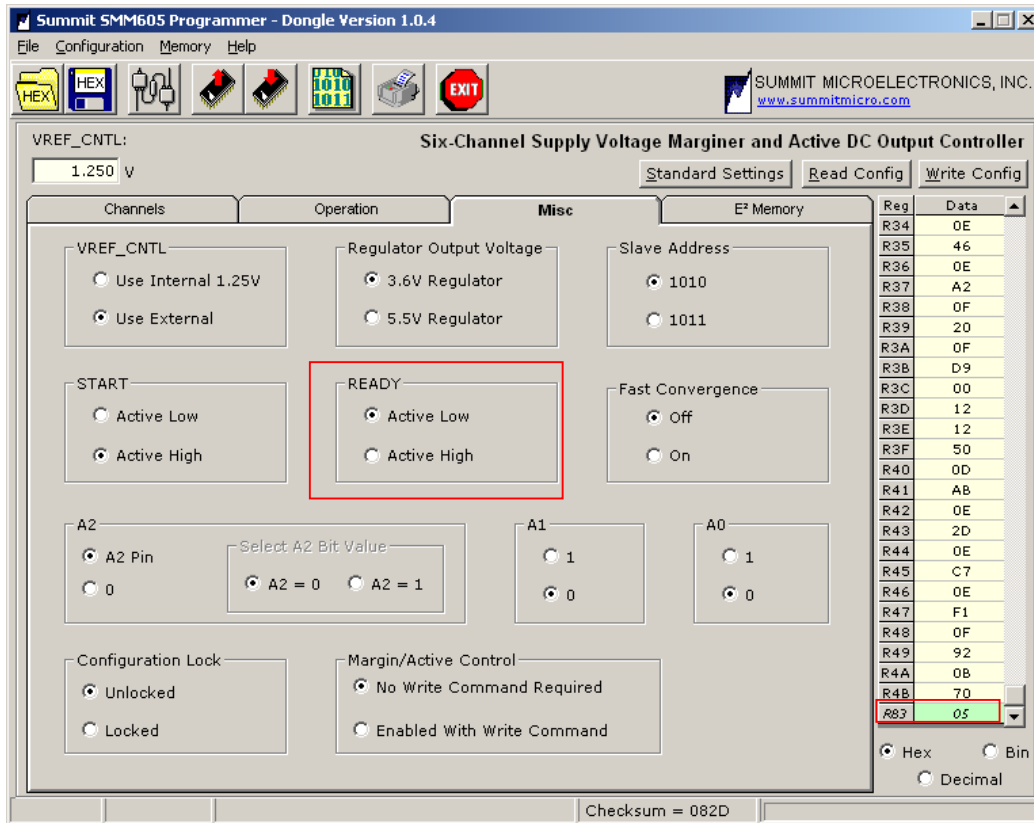 Summit SMM605 Programmer - Dongle Version 1.0.4
File Configuration Memory Help
HEX HEX 010 1010 1011 EXIT
SUMMIT MICROELECTRONICS, INC.
www.summitmicro.com
VREF_CNTL:
Six-Channel Supply Voltage Marginer and Active DC Output Controller
1.250 V
Standard Settings Read Config Write Config
Channels Operation Misc E² Memory
VREF_CNTL
Use Internal 1.25V
Use External
Regulator Output Voltage
3.6V Regulator
5.5V Regulator
Slave Address
1010
1011
START
Active Low
Active High
READY
Active Low
Active High
Fast Convergence
Off
On
A2
A2 Pin
0
Select A2 Bit Value
A2 = 0 A2 = 1
A1
1
0
A0
1
0
Configuration Lock
Unlocked
Locked
Margin/Active Control
No Write Command Required
Enabled With Write Command
Reg Data
R34 0E
R35 46
R36 0E
R37 A2
R38 0F
R39 20
R3A 0F
R3B D9
R3C 00
R3D 12
R3E 12
R3F 50
R40 0D
R41 AB
R42 0E
R43 2D
R44 0E
R45 C7
R46 0E
R47 F1
R48 0F
R49 92
R4A 0B
R4B 70
R83 05
Hex Bin
Decimal
Checksum = 082D